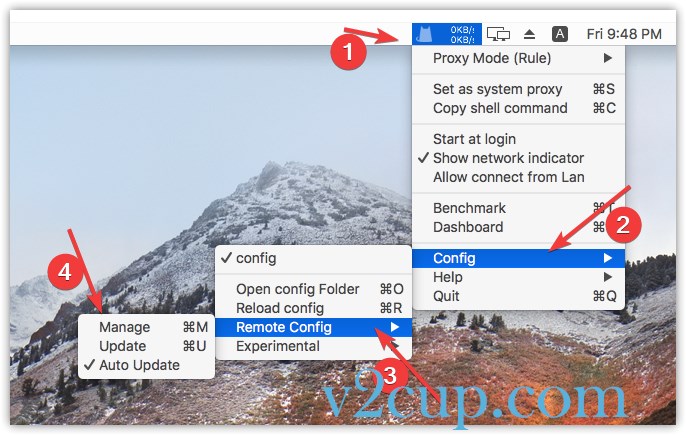 1
0KB/s
0KB/s
A
Fri 9:48 PM
Proxy Mode (Rule)
Set as system proxy ⌘S
Copy shell command ⌘C
Start at login
✓ Show network indicator
Allow connect from Lan
Benchmark
Dashboard
2
Config
Help
Quit ⌘Q
✓ config
Open config Folder ⌘O
Reload config ⌘R
Remote Config
Experimental
3
4
Manage ⌘M
Update ⌘U
✓ Auto Update
v2cup.com